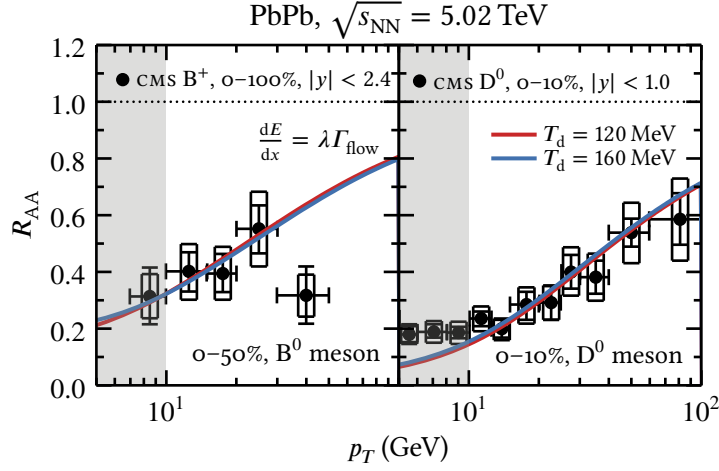 PbPb, √s_NN = 5.02 TeV
CMS B⁺, 0–100%, |y| < 2.4
CMS D⁰, 0–10%, |y| < 1.0
dE/dx = λΓ_flow
T_d = 120 MeV
T_d = 160 MeV
0–50%, B⁰ meson
0–10%, D⁰ meson
R_AA
1.2
1.0
0.8
0.6
0.4
0.2
0.0
10¹
10¹
10²
p_T (GeV)